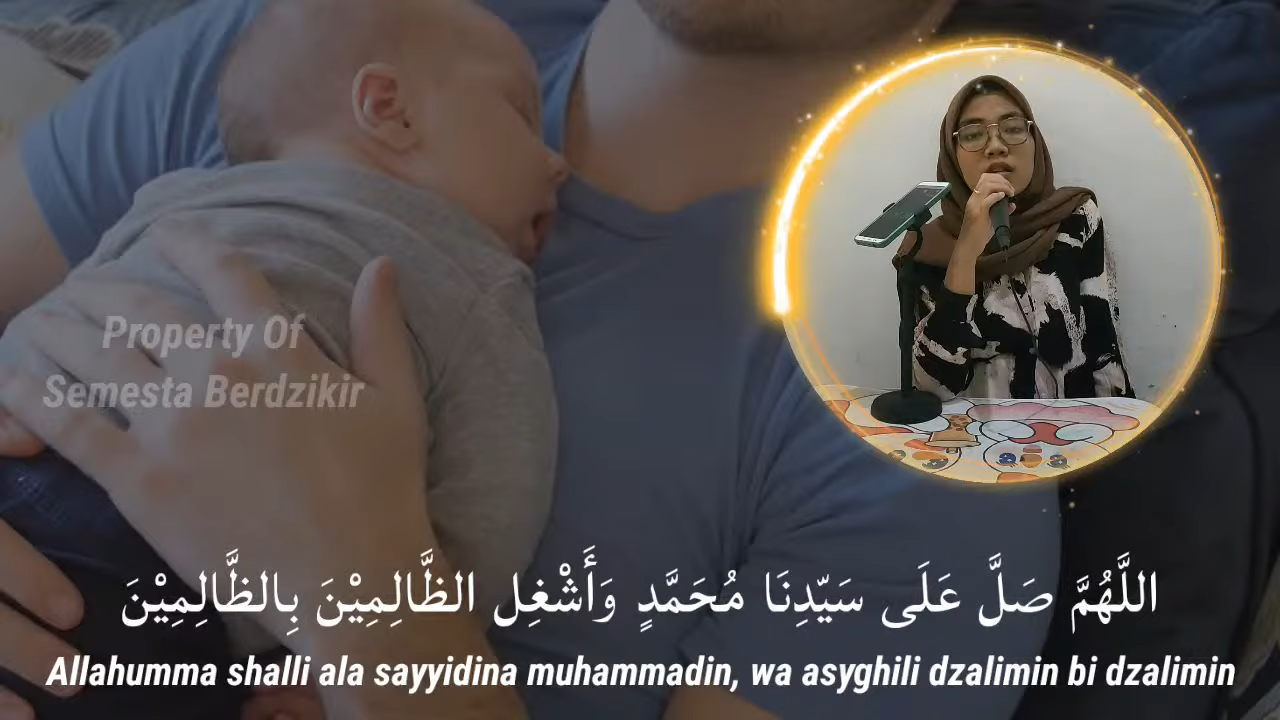 Property Of
Semesta Berdzikir
اللَّهُمَّ صَلَّ عَلَى سَيّدِنَا مُحَمَّدٍ وَأَشْغِل الظَّالِمِيْنَ بِالظَّالِمِيْنَ
Allahumma shalli ala sayyidina muhammadin, wa asyghili dzalimin bi dzalimin